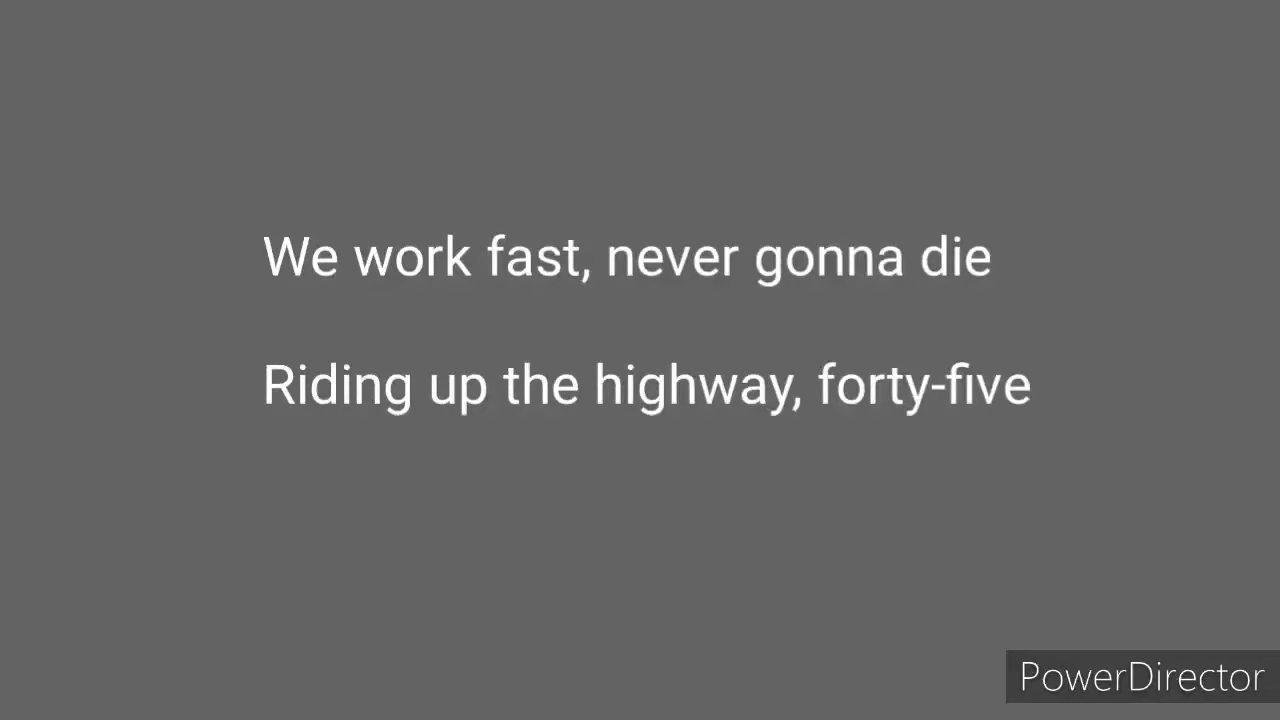 We work fast, never gonna die
Riding up the highway, forty-five
PowerDirector